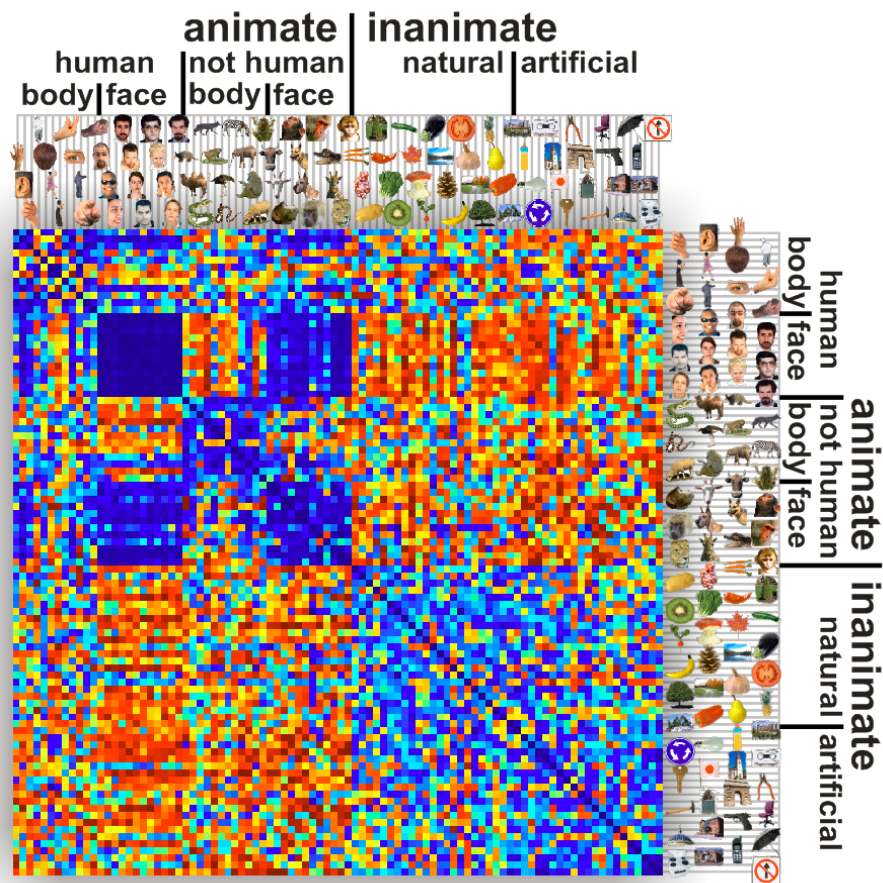 animate inanimate
human not human natural artificial
body face body face
human
body face
animate
not human
body face
inanimate
natural
artificial